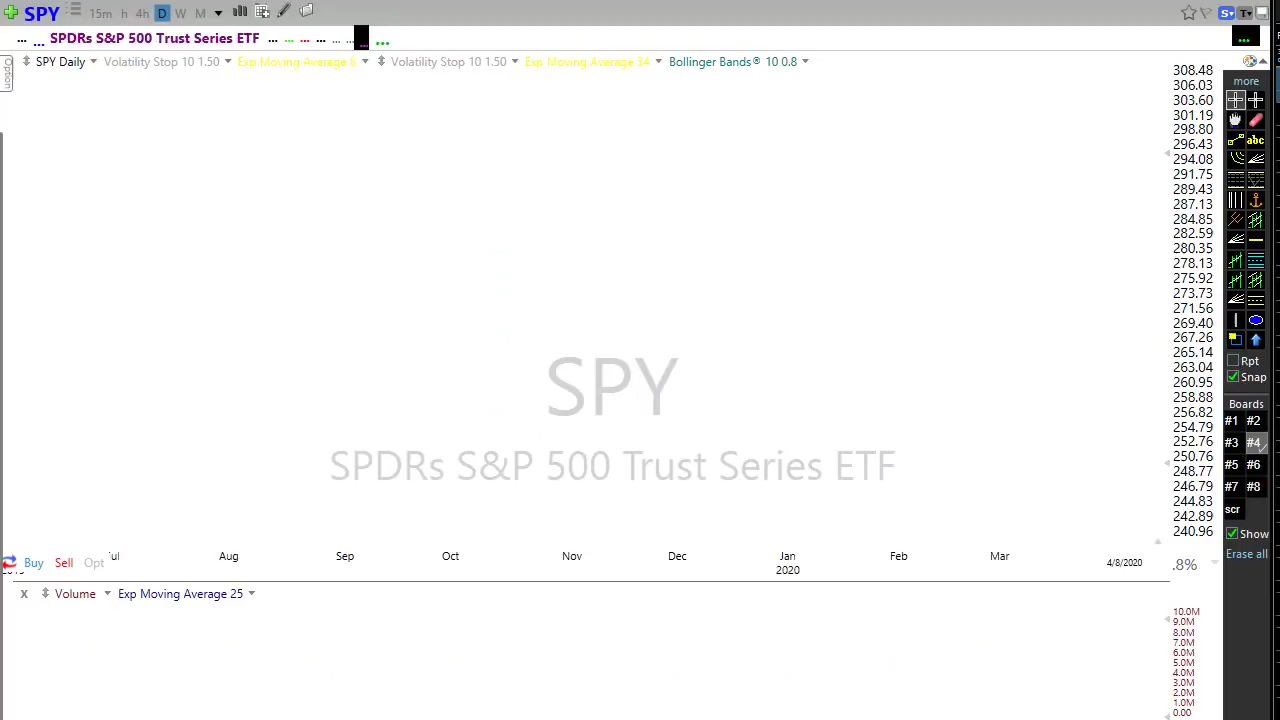 SPY 15m 1h 4h D W M S T
... ... SPDRs S&P 500 Trust Series ETF ... ... ... ... ... ... ... ... ...
Option
SPY Daily Volatility Stop 10 1.50 Exp Moving Average 8 Volatility Stop 10 1.50 Exp Moving Average 34 Bollinger Bands® 10 0.8
308.48
306.03
303.60
301.19
298.80
296.43
294.08
291.75
289.43
287.13
284.85
282.59
280.35
278.13
275.92
273.73
271.56
269.40
267.26
265.14
263.04
260.95
258.88
256.82
254.79
252.76
250.76
248.77
246.79
244.83
242.89
240.96
more
abc
Rpt
Snap
Boards
#1 #2
#3 #4
#5 #6
#7 #8
scr
Show
Erase all
SPY
SPDRs S&P 500 Trust Series ETF
Aug Sep Oct Nov Dec Jan Feb Mar 4/8/2020
2020
Buy Sell Opt
.8%
X Volume Exp Moving Average 25
10.0M
9.0M
8.0M
7.0M
6.0M
5.0M
4.0M
3.0M
2.0M
1.0M
0.00